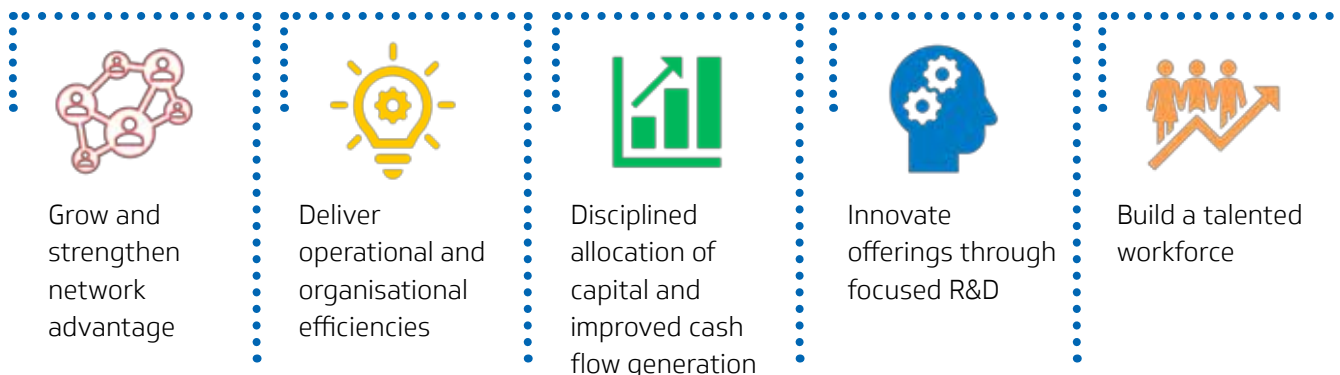 Grow and
strengthen
network
advantage
Deliver
operational and
organisational
efficiencies
Disciplined
allocation of
capital and
improved cash
flow generation
Innovate
offerings through
focused R&D
Build a talented
workforce